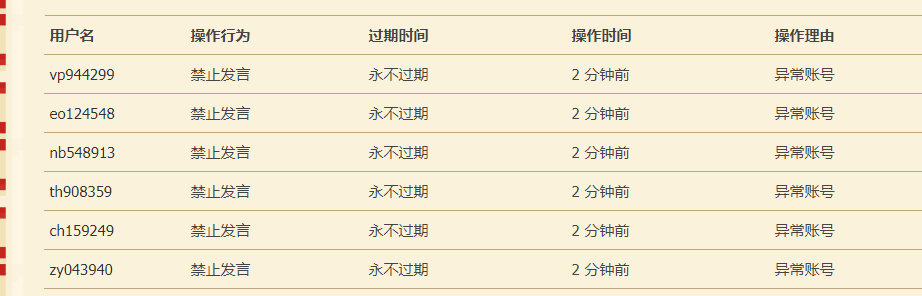 用户名 操作行为 过期时间 操作时间 操作理由
vp944299 禁止发言 永不过期 2 分钟前 异常账号
eo124548 禁止发言 永不过期 2 分钟前 异常账号
nb548913 禁止发言 永不过期 2 分钟前 异常账号
th908359 禁止发言 永不过期 2 分钟前 异常账号
ch159249 禁止发言 永不过期 2 分钟前 异常账号
zy043940 禁止发言 永不过期 2 分钟前 异常账号